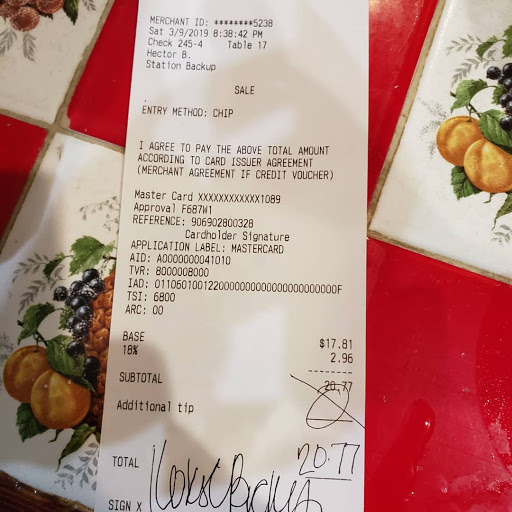 MERCHANT ID: ********5238
Sat 3/9/2019 8:38:42 PM
Check 245-4 Table 17
Hector B.
Station Backup
SALE
ENTRY METHOD: CHIP
I AGREE TO PAY THE ABOVE TOTAL AMOUNT
ACCORDING TO CARD ISSUER AGREEMENT
(MERCHANT AGREEMENT IF CREDIT VOUCHER)
Master Card XXXXXXXXXXXX1089
Approval F687W1
REFERENCE: 906902800328
Cardholder Signature
APPLICATION LABEL: MASTERCARD
AID: A0000000041010
TVR: 8000008000
TSI: 6800
ARC: 00
BASE $17.81
18% 2.96
--------
SUBTOTAL 20.77
Additional tip
TOTAL 20.77
SIGN X